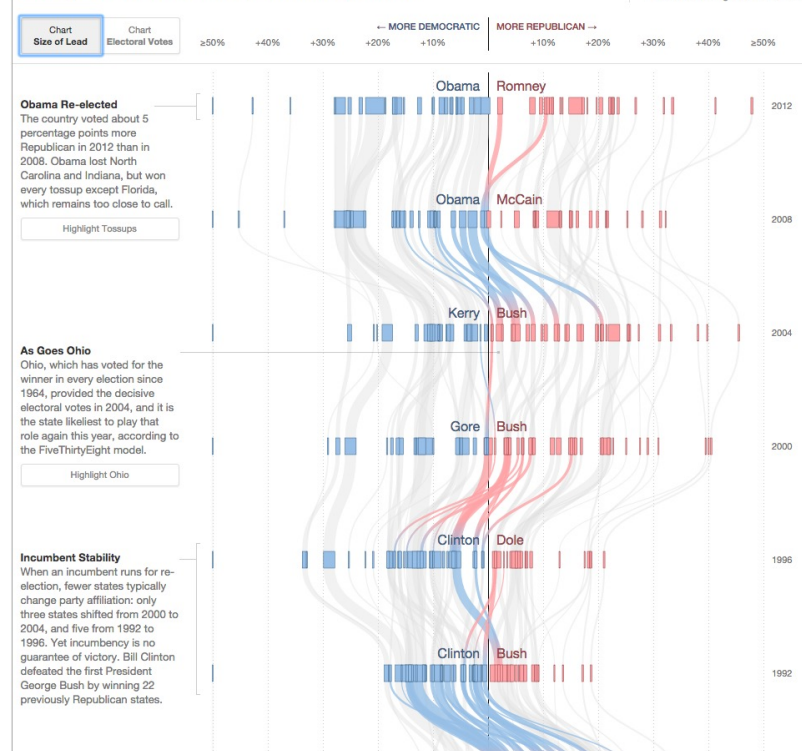 Chart
Size of Lead
Chart
Electoral Votes
← MORE DEMOCRATIC
MORE REPUBLICAN →
≥50%
+40%
+30%
+20%
+10%
+10%
+20%
+30%
+40%
≥50%
Obama Romney
2012
Obama Re-elected
The country voted about 5
percentage points more
Republican in 2012 than in
2008. Obama lost North
Carolina and Indiana, but won
every tossup except Florida,
which remains too close to call.
Highlight Tossups
Obama McCain
2008
Kerry Bush
2004
As Goes Ohio
Ohio, which has voted for the
winner in every election since
1964, provided the decisive
electoral votes in 2004, and it is
the state likeliest to play that
role again this year, according to
the FiveThirtyEight model.
Highlight Ohio
Gore Bush
2000
Clinton Dole
1996
Incumbent Stability
When an incumbent runs for re-
election, fewer states typically
change party affiliation: only
three states shifted from 2000 to
2004, and five from 1992 to
1996. Yet incumbency is no
guarantee of victory. Bill Clinton
defeated the first President
George Bush by winning 22
previously Republican states.
Clinton Bush
1992